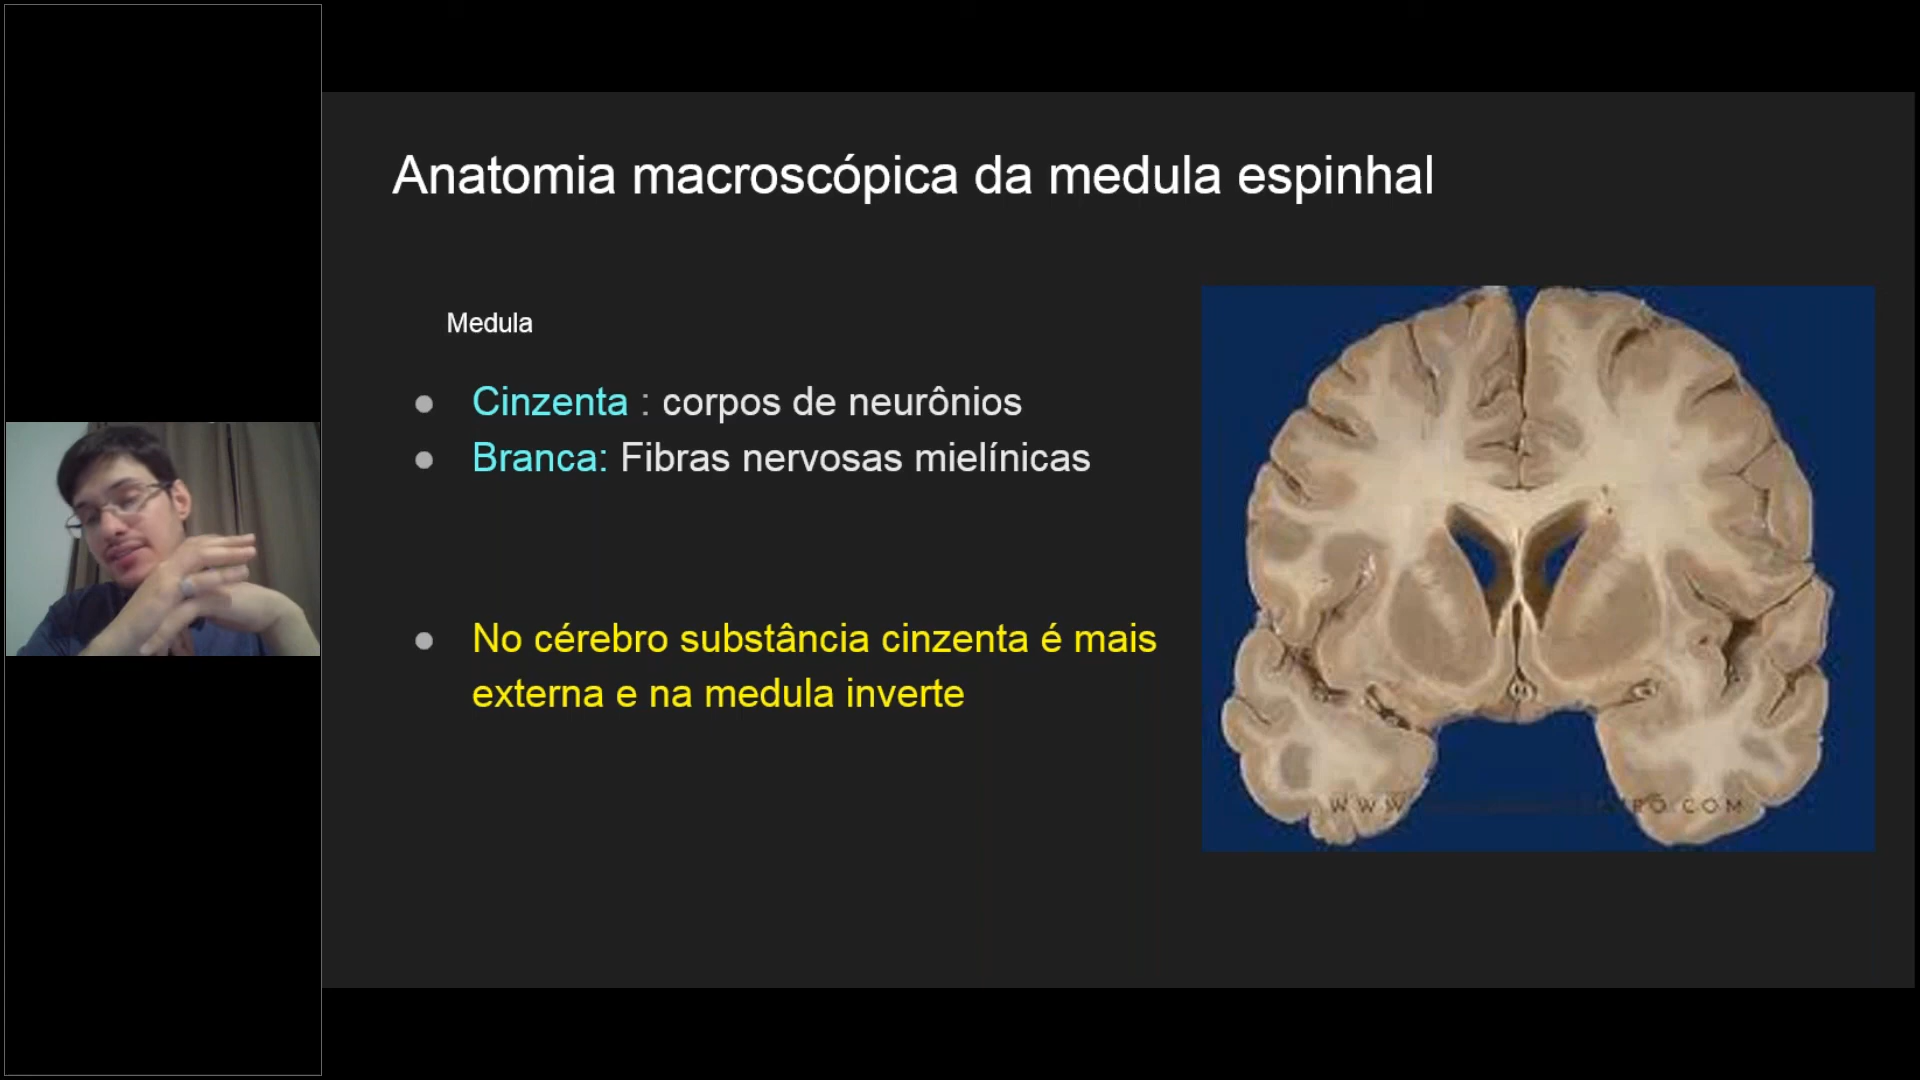 Anatomia macroscópica da medula espinhal
Medula
Cinzenta : corpos de neurônios
Branca: Fibras nervosas mielínicas
No cérebro substância cinzenta é mais
externa e na medula inverte